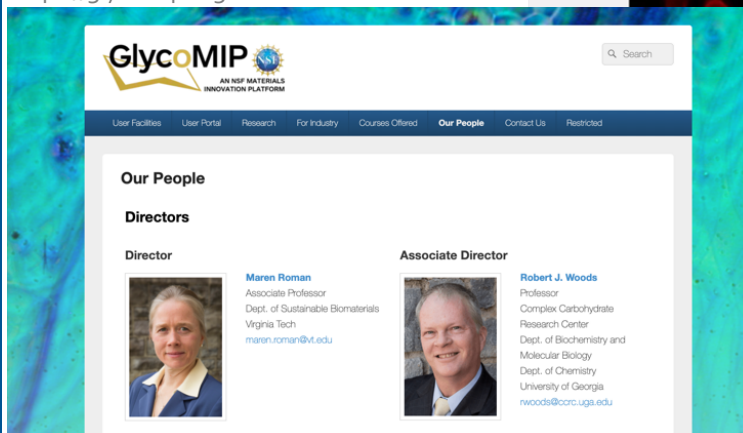 GlycoMIP NSF
AN NSF MATERIALS
INNOVATION PLATFORM
Search
User Facilities User Portal Research For Industry Courses Offered Our People Contact Us Restricted
Our People
Directors
Director
Maren Roman
Associate Professor
Dept. of Sustainable Biomaterials
Virginia Tech
maren.roman@vt.edu
Associate Director
Robert J. Woods
Professor
Complex Carbohydrate
Research Center
Dept. of Biochemistry and
Molecular Biology
Dept. of Chemistry
University of Georgia
rwoods@ccrc.uga.edu